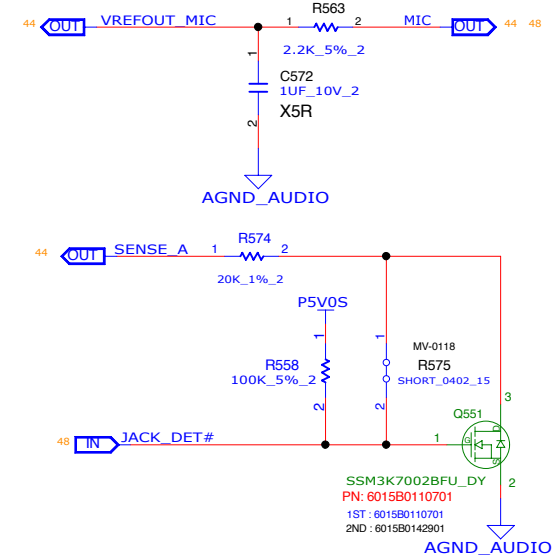 R563
44 OUT VREFOUT_MIC 1 2 MIC OUT 44 48
2.2K_5%_2
1
C572
1UF_10V_2
X5R
2
AGND_AUDIO
R574
44 OUT SENSE_A 1 2
20K_1%_2
P5V0S
1 1 MV-0118
R558 R575
100K_5%_2 SHORT_0402_15
2 2 3
Q551
48 IN JACK_DET# 1 G D S
2
SSM3K7002BFU_DY
PN: 6015B0110701
1ST : 6015B0110701
2ND : 6015B0142901
AGND_AUDIO